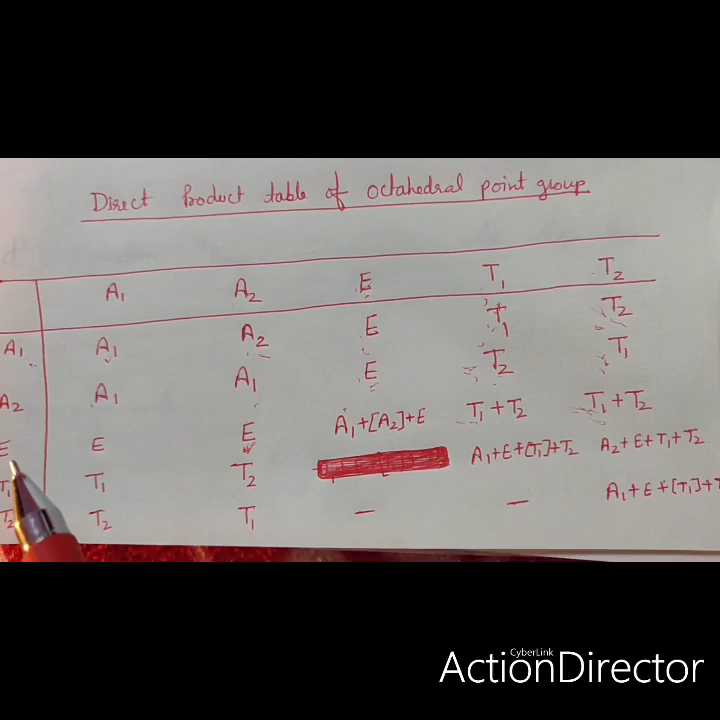 Direct Product table of octahedral point group
A₁ A₂ E T₁ T₂
A₁ A₁ A₂ E T₁ T₂
A₂ A₁ A₁ E T₂ T₁
E E E A₁+[A₂]+E T₁+T₂ T₁+T₂
T₁ T₁ T₂ A₁+E+[T₁]+T₂ A₂+E+T₁+T₂
T₂ T₂ T₁ — — A₁+E+[T₁]+T
CyberLink
ActionDirector